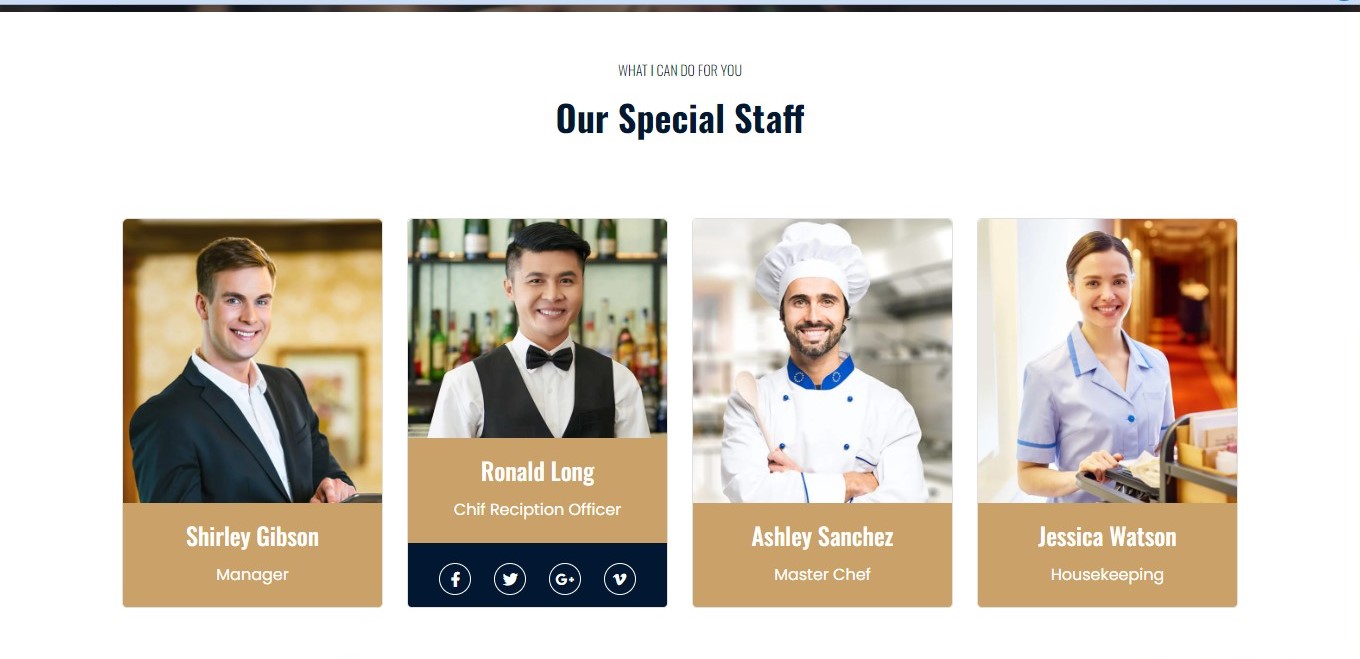 WHAT I CAN DO FOR YOU
Our Special Staff
Shirley Gibson
Manager
Ronald Long
Chif Reciption Officer
Ashley Sanchez
Master Chef
Jessica Watson
Housekeeping